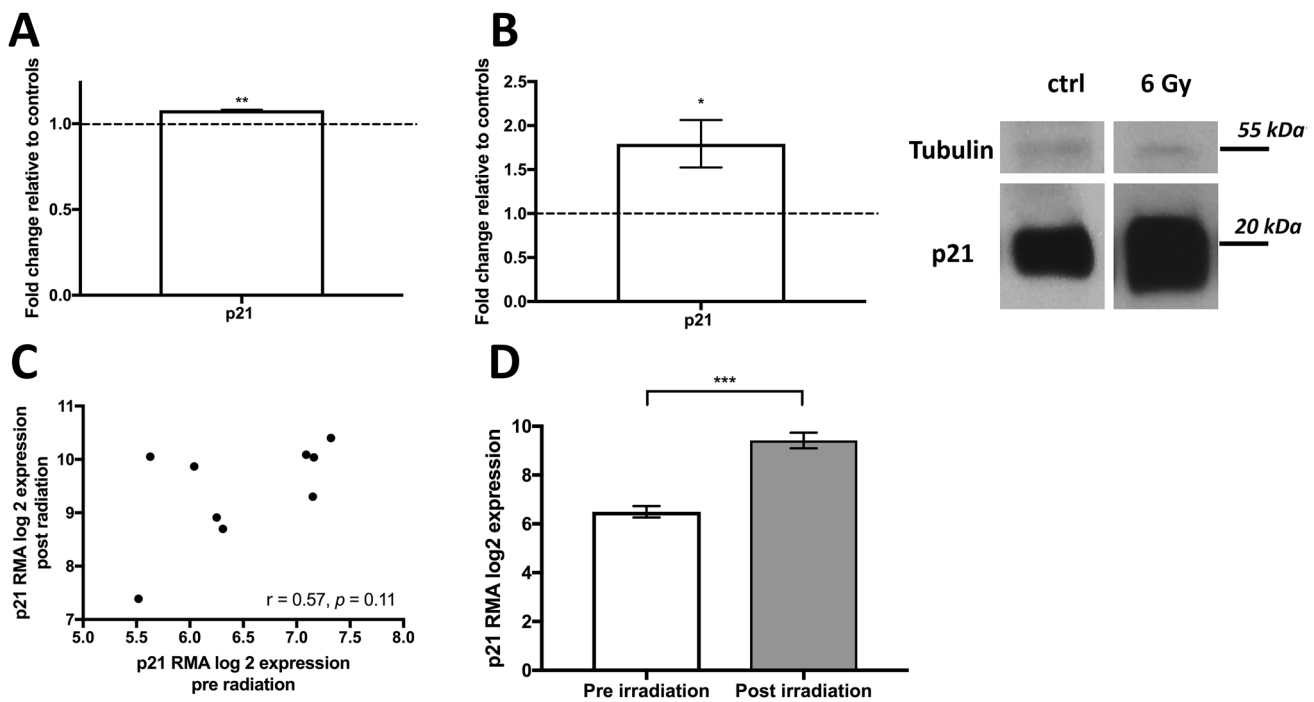 A
Fold change relative to controls
1.0
0.5
0.0
**
p21
B
Fold change relative to controls
2.5
2.0
1.5
1.0
0.5
0.0
*
p21
ctrl
6 Gy
Tubulin
55 kDa
p21
20 kDa
C
p21 RMA log 2 expression
post radiation
11
10
9
8
7
r = 0.57, p = 0.11
5.0 5.5 6.0 6.5 7.0 7.5 8.0
p21 RMA log 2 expression
pre radiation
D
p21 RMA log2 expression
10
8
6
4
2
0
***
Pre irradiation
Post irradiation